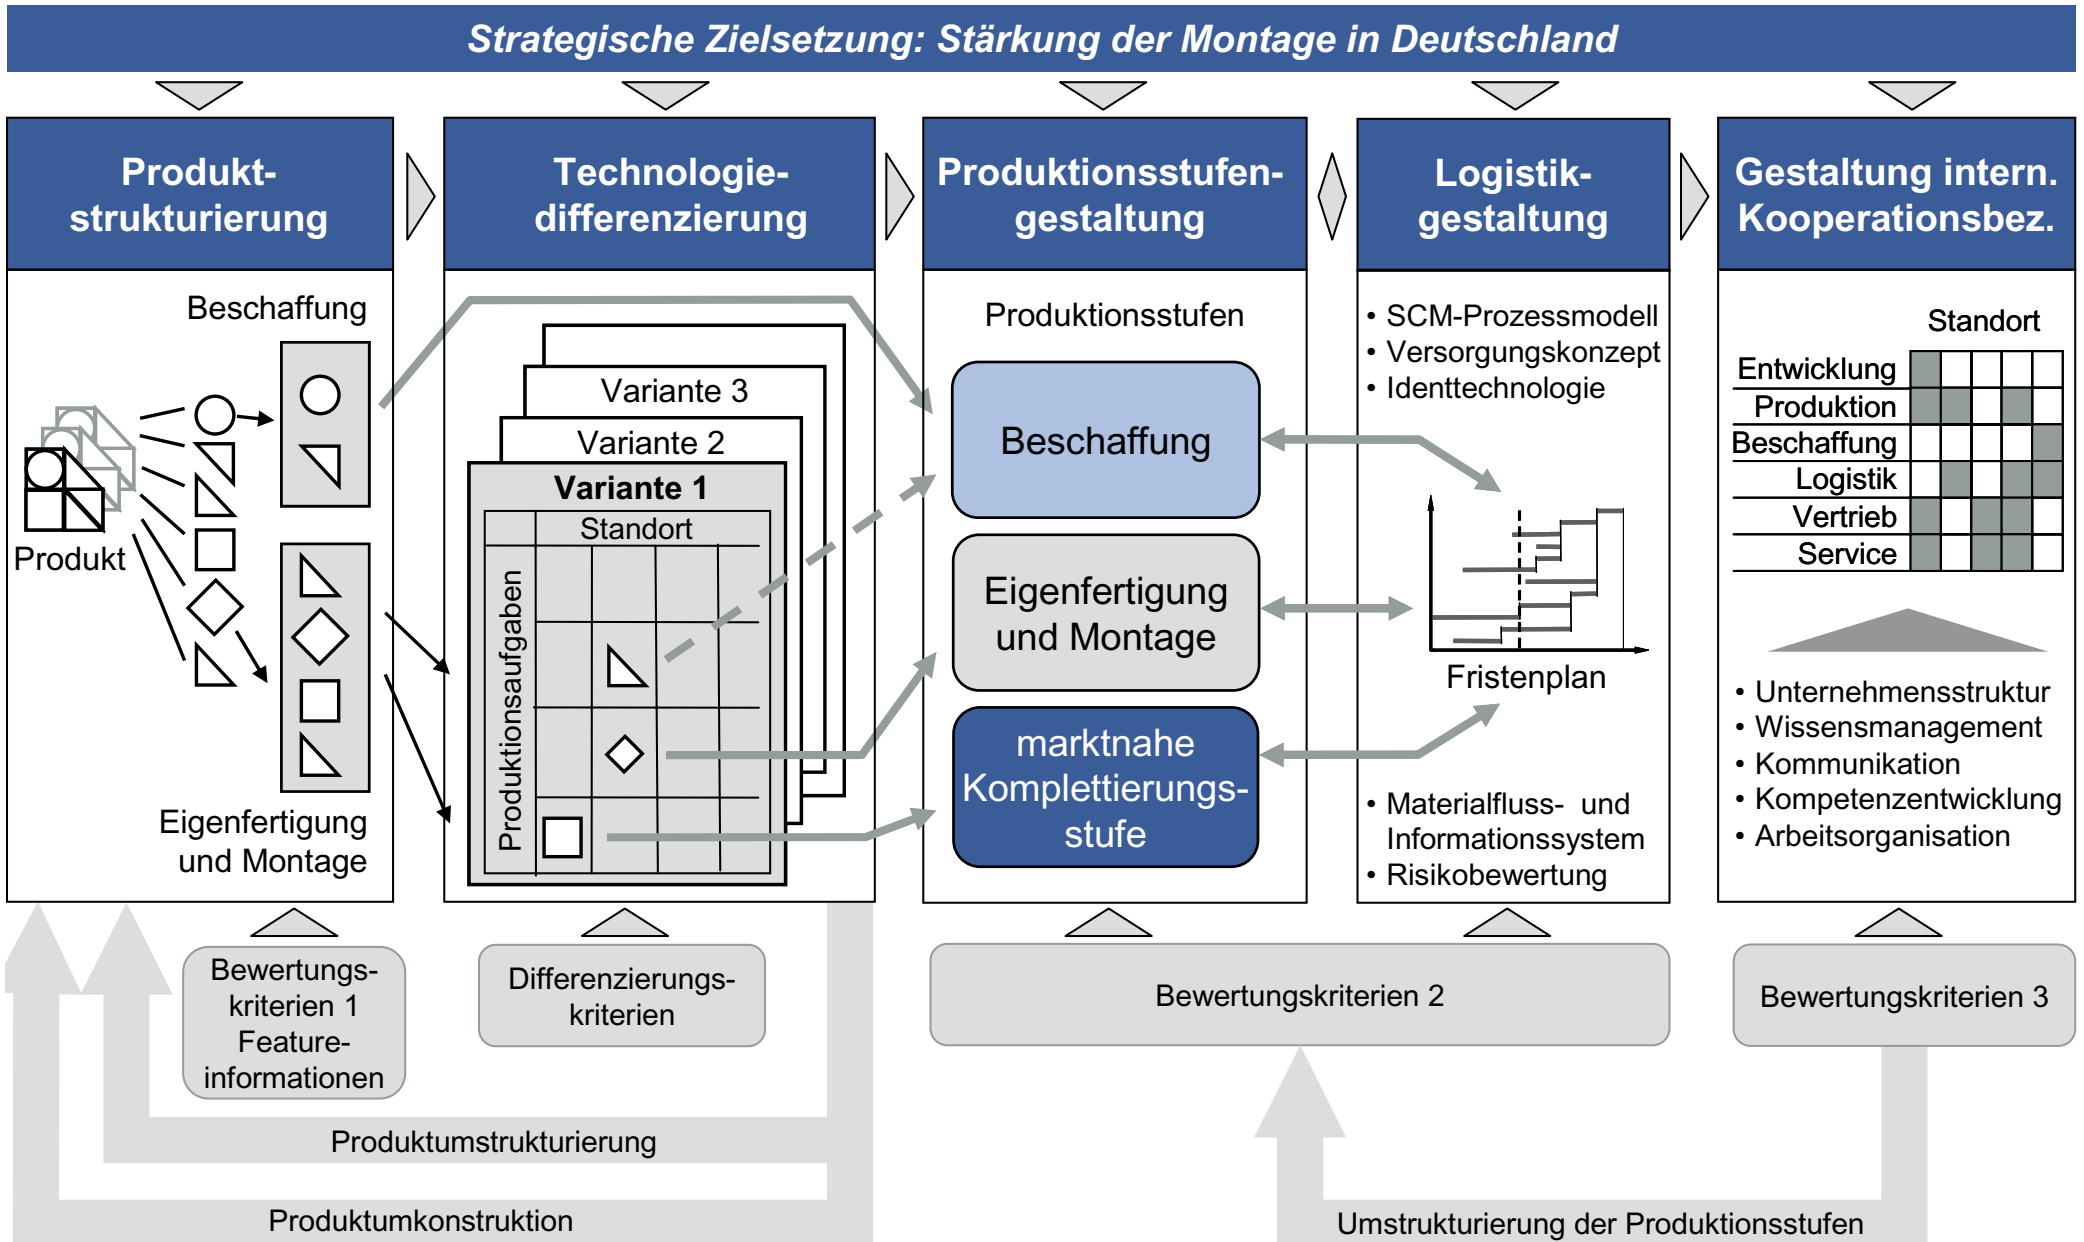 Strategische Zielsetzung: Stärkung der Montage in Deutschland
Produkt-
strukturierung
Technologie-
differenzierung
Produktionsstufen-
gestaltung
Logistik-
gestaltung
Gestaltung intern.
Kooperationsbez.
Beschaffung
Produkt
Eigenfertigung
und Montage
Variante 3
Variante 2
Variante 1
Standort
Produktionsaufgaben
Produktionsstufen
Beschaffung
Eigenfertigung
und Montage
marktnahe
Komplettierungs-
stufe
• SCM-Prozessmodell
• Versorgungskonzept
• Identtechnologie
Fristenplan
• Materialfluss- und
Informationssystem
• Risikobewertung
Standort
Entwicklung
Produktion
Beschaffung
Logistik
Vertrieb
Service
• Unternehmensstruktur
• Wissensmanagement
• Kommunikation
• Kompetenzentwicklung
• Arbeitsorganisation
Bewertungs-
kriterien 1
Feature-
informationen
Differenzierungs-
kriterien
Bewertungskriterien 2
Bewertungskriterien 3
Produktumstrukturierung
Produktumkonstruktion
Umstrukturierung der Produktionsstufen